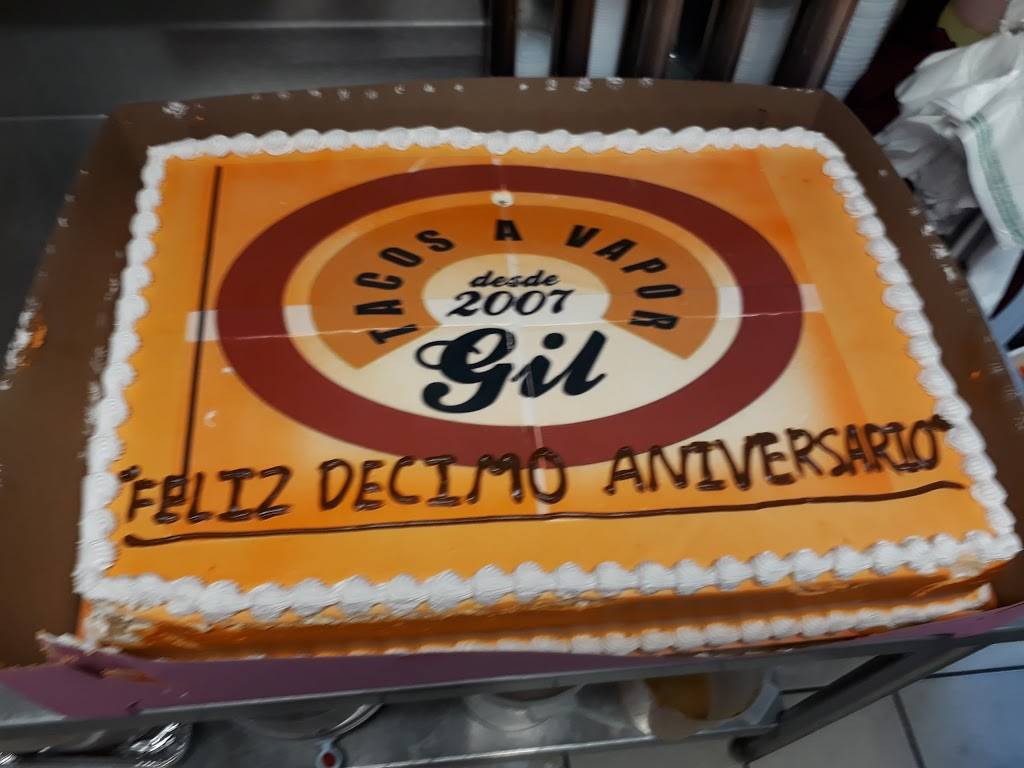 TACOS A VAPOR
desde
2007
Gil
"FELIZ DECIMO ANIVERSARIO"